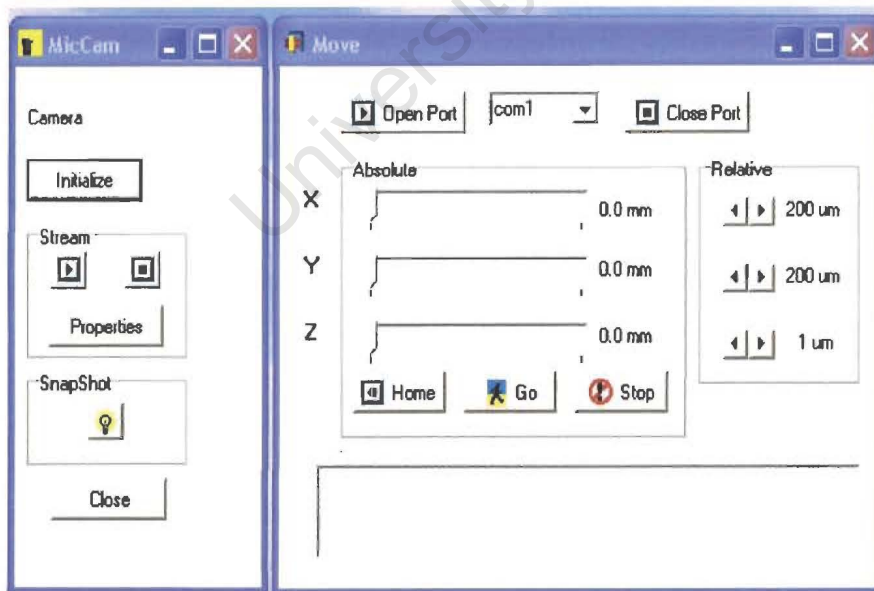 MicCam
Camera
Initialize
Stream
Properties
SnapShot
Close
Move
Open Port
com1
Close Port
Absolute
Relative
X
0.0 mm
200 um
Y
0.0 mm
200 um
Z
0.0 mm
1 um
Home
Go
Stop
University